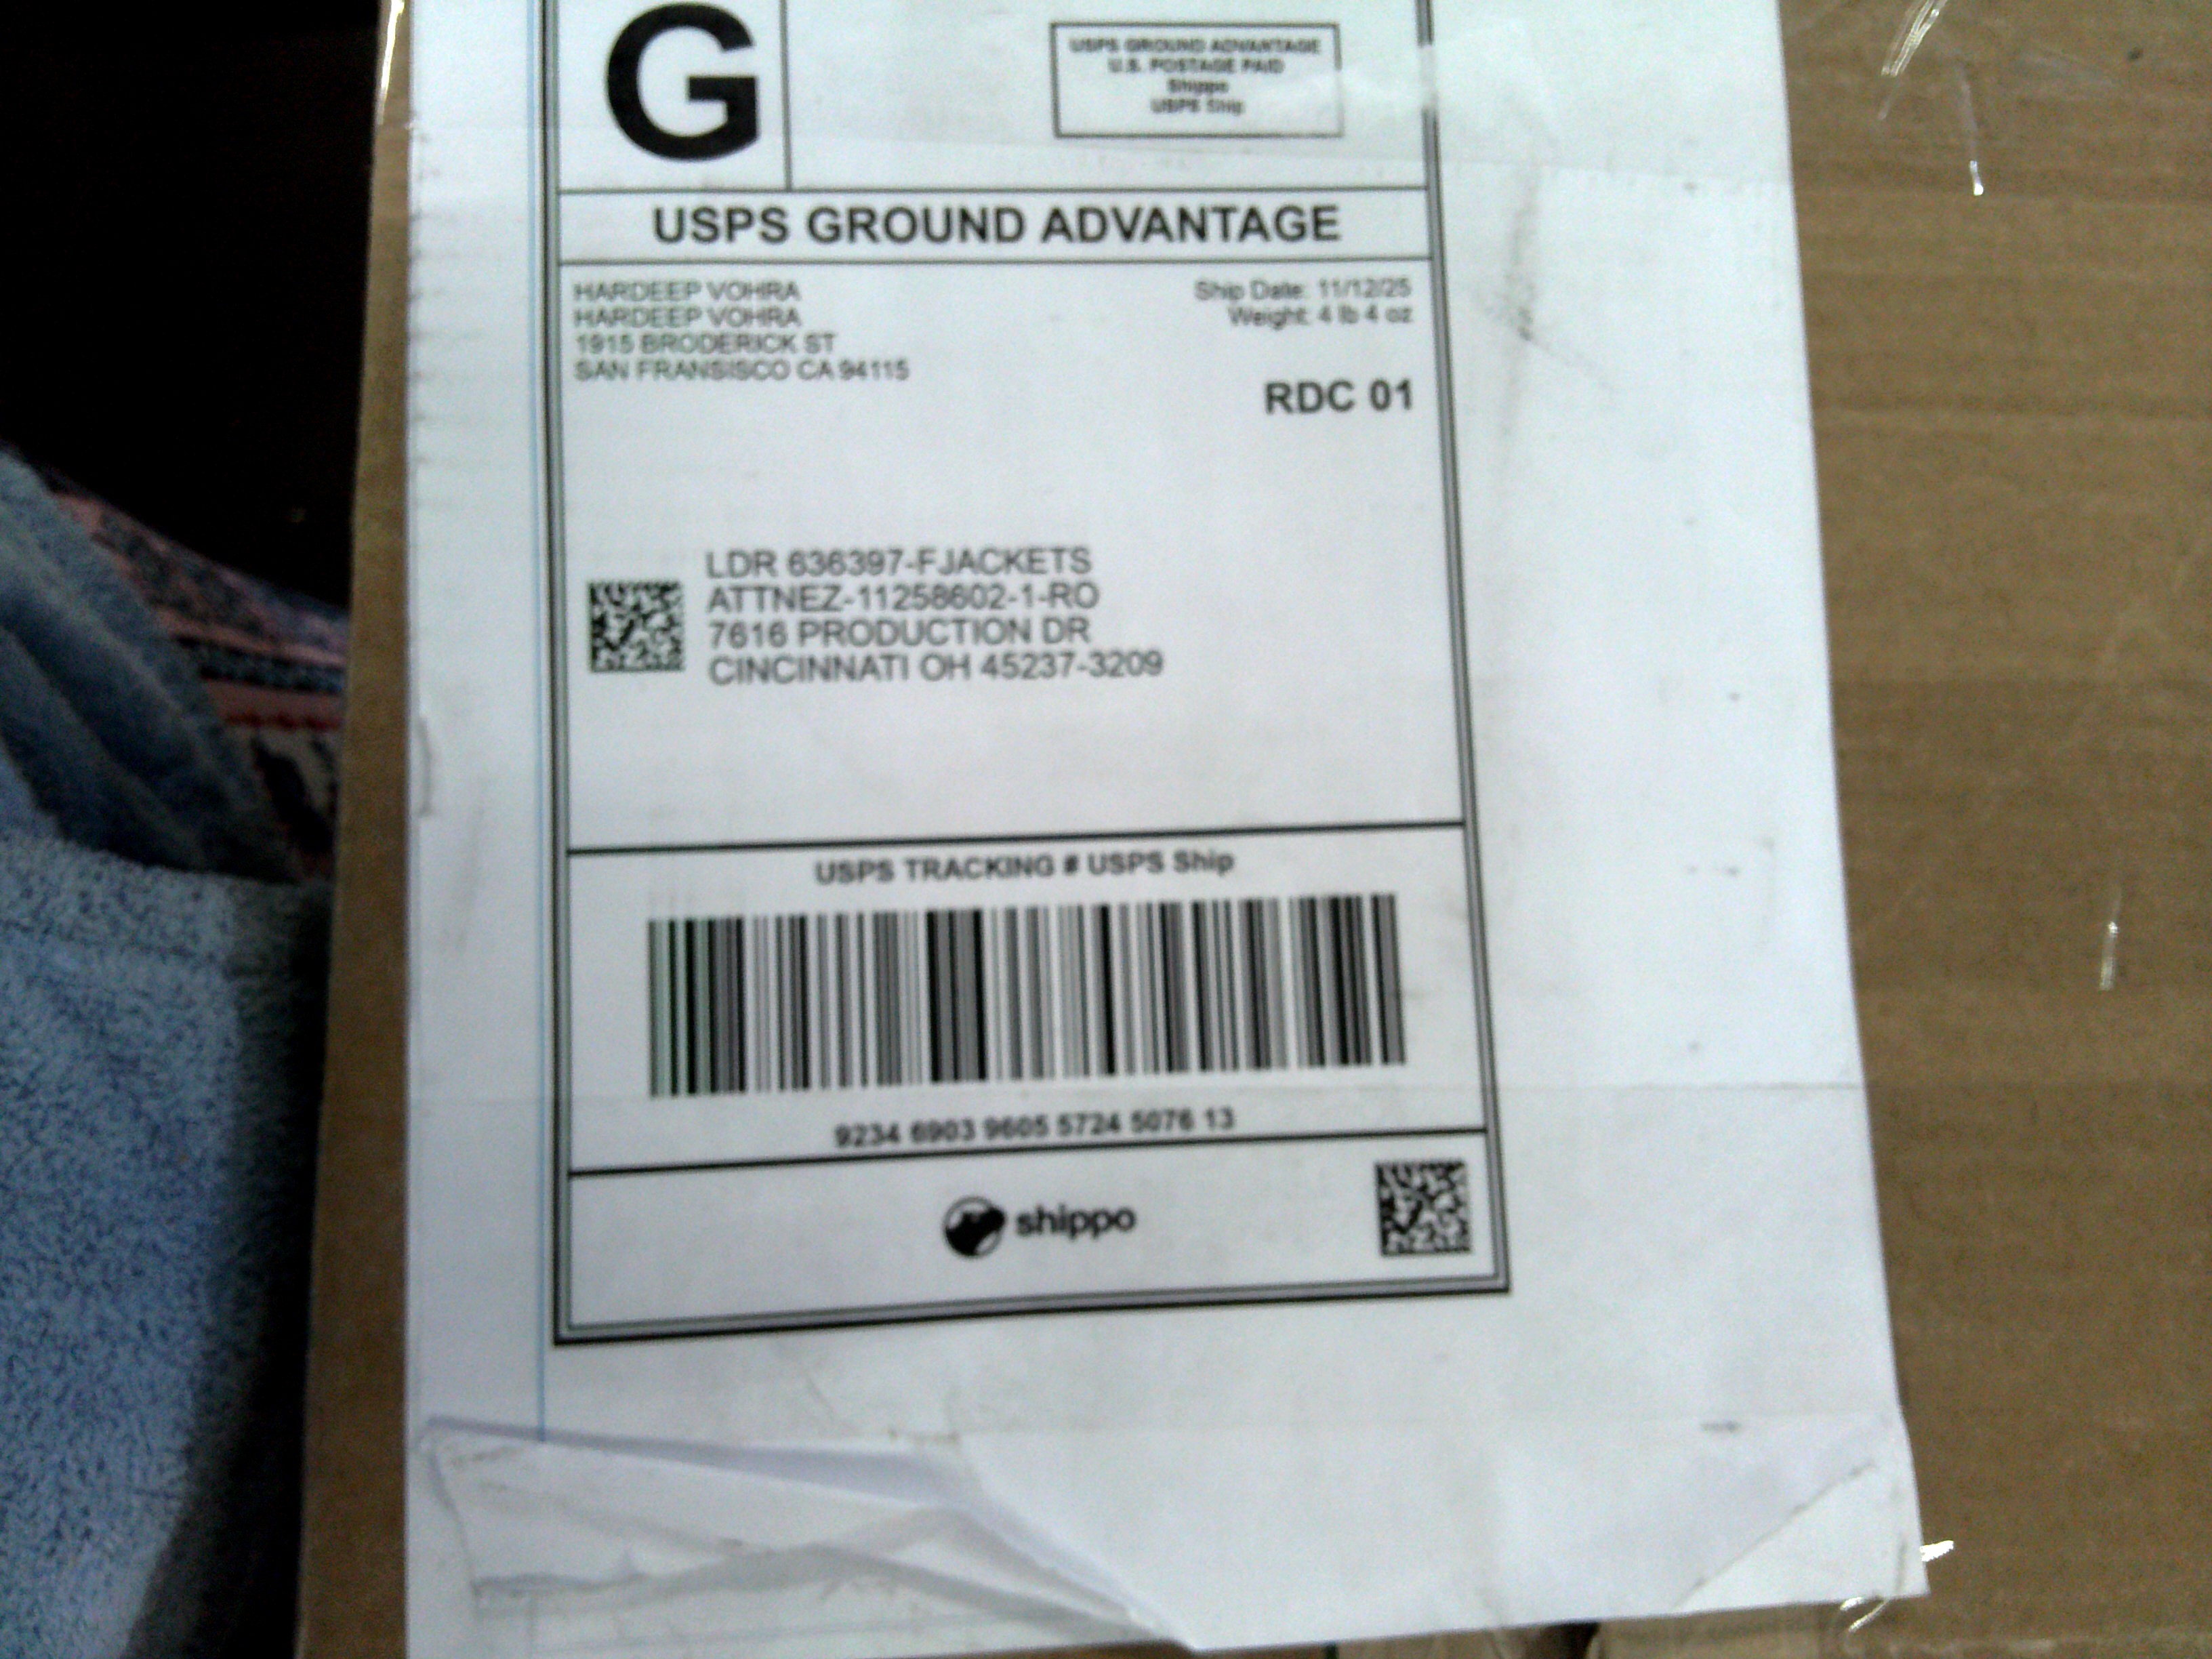 G
USPS GROUND ADVANTAGE
U.S. POSTAGE PAID
Shippo
USPS Ship
USPS GROUND ADVANTAGE
HARDEEP VOHRA
HARDEEP VOHRA
1915 BRODERICK ST
SAN FRANSISCO CA 94115
Ship Date: 11/12/25
Weight: 4 lb 4 oz
RDC 01
LDR 636397-FJACKETS
ATTNEZ-11258602-1-RO
7616 PRODUCTION DR
CINCINNATI OH 45237-3209
USPS TRACKING # USPS Ship
9234 6903 9605 5724 5076 13
shippo